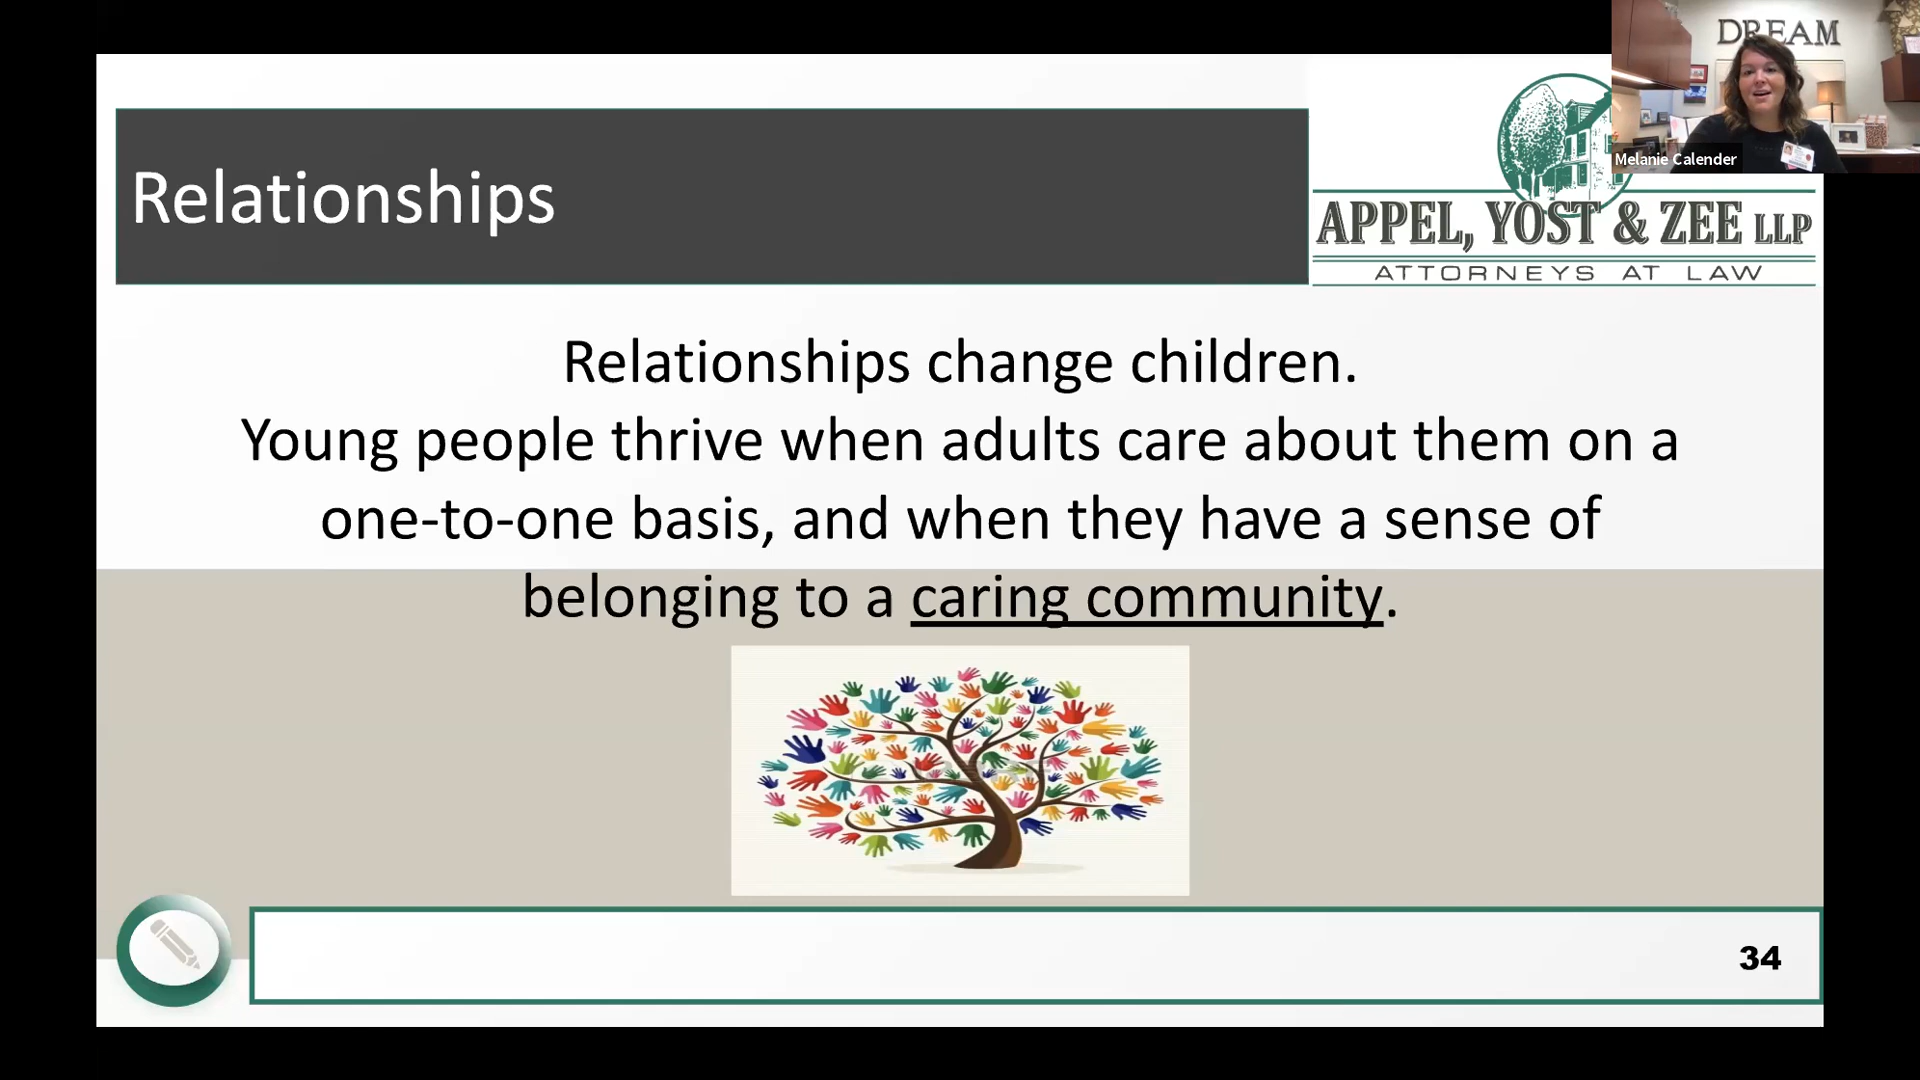 DREAM
Melanie Calender
Relationships
APPEL, YOST & ZEE LLP
ATTORNEYS AT LAW
Relationships change children.
Young people thrive when adults care about them on a
one-to-one basis, and when they have a sense of
belonging to a caring community.
34